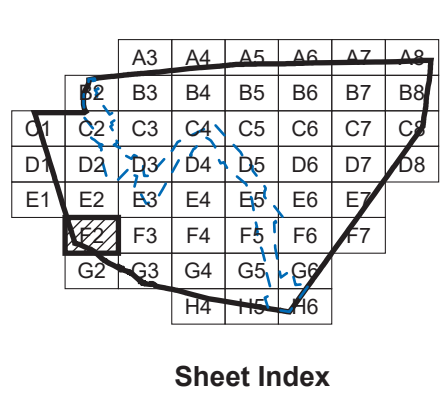 A3 A4 A5 A6 A7 A8
B2 B3 B4 B5 B6 B7 B8
C1 C2 C3 C4 C5 C6 C7 C8
D1 D2 D3 D4 D5 D6 D7 D8
E1 E2 E3 E4 E5 E6 E7
F2 F3 F4 F5 F6 F7
G2 G3 G4 G5 G6
H4 H5 H6
Sheet Index